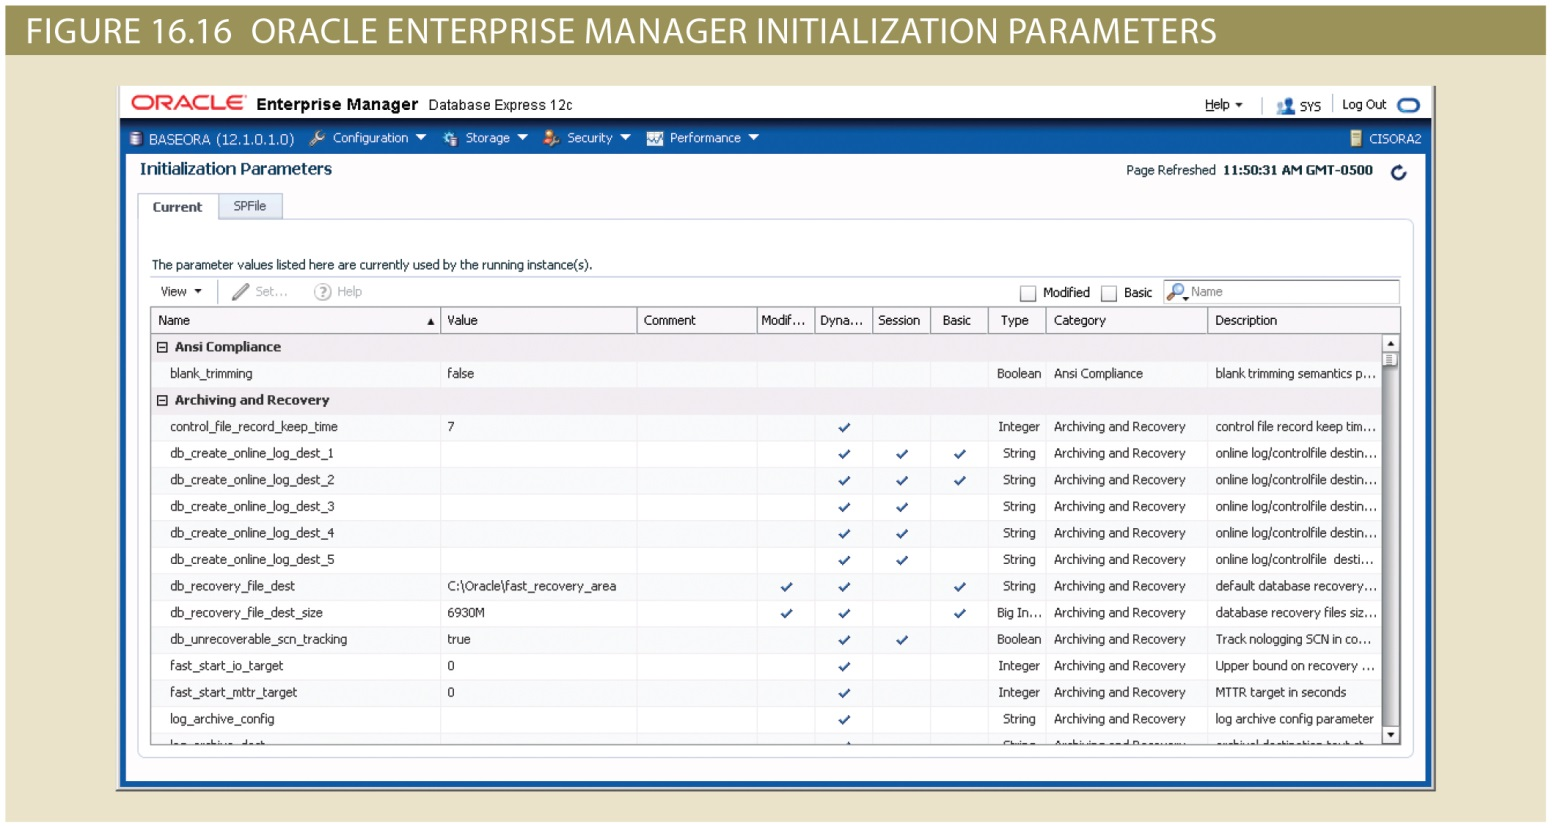 FIGURE 16.16 ORACLE ENTERPRISE MANAGER INITIALIZATION PARAMETERS
ORACLE Enterprise Manager Database Express 12c Help SYS Log Out
BASEORA (12.1.0.1.0) Configuration Storage Security Performance CISORA2
Initialization Parameters Page Refreshed 11:50:31 AM GMT-0500
Current SPFile
The parameter values listed here are currently used by the running instance(s).
View Set... Help Modified Basic Name
Name Value Comment Modif... Dyna... Session Basic Type Category Description
Ansi Compliance
blank_trimming false Boolean Ansi Compliance blank trimming semantics p...
Archiving and Recovery
control_file_record_keep_time 7 Integer Archiving and Recovery control file record keep tim...
db_create_online_log_dest_1 String Archiving and Recovery online log/controlfile destin...
db_create_online_log_dest_2 String Archiving and Recovery online log/controlfile destin...
db_create_online_log_dest_3 String Archiving and Recovery online log/controlfile destin...
db_create_online_log_dest_4 String Archiving and Recovery online log/controlfile destin...
db_create_online_log_dest_5 String Archiving and Recovery online log/controlfile desti...
db_recovery_file_dest C:\Oracle\fast_recovery_area String Archiving and Recovery default database recovery...
db_recovery_file_dest_size 6930M Big In... Archiving and Recovery database recovery files siz...
db_unrecoverable_scn_tracking true Boolean Archiving and Recovery Track nologging SCN in co...
fast_start_io_target 0 Integer Archiving and Recovery Upper bound on recovery ...
fast_start_mttr_target 0 Integer Archiving and Recovery MTTR target in seconds
log_archive_config String Archiving and Recovery log archive config parameter